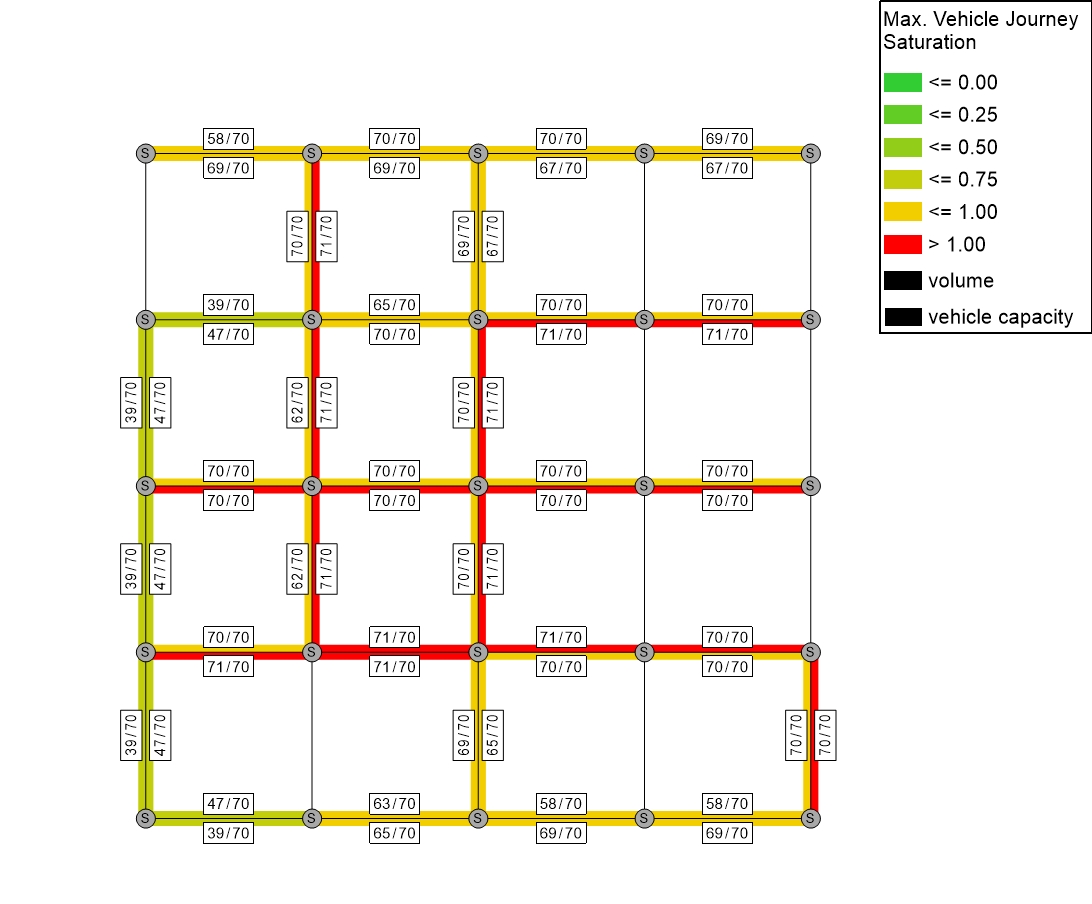 Max. Vehicle Journey
Saturation
<= 0.00
<= 0.25
<= 0.50
<= 0.75
<= 1.00
> 1.00
volume
vehicle capacity
58/70 70/70 70/70 69/70
S S S S S
69/70 69/70 67/70 67/70
70/70 71/70 69/70 67/70
39/70 65/70 70/70 70/70
S S S S S
47/70 70/70 71/70 71/70
39/70 47/70 62/70 71/70 70/70 71/70
70/70 70/70 70/70 70/70
S S S S S
70/70 70/70 70/70 70/70
39/70 47/70 62/70 71/70 70/70 71/70
70/70 71/70 71/70 70/70
S S S S S
71/70 71/70 70/70 70/70
39/70 47/70 69/70 65/70 70/70 70/70
47/70 63/70 58/70 58/70
S S S S S
39/70 65/70 69/70 69/70